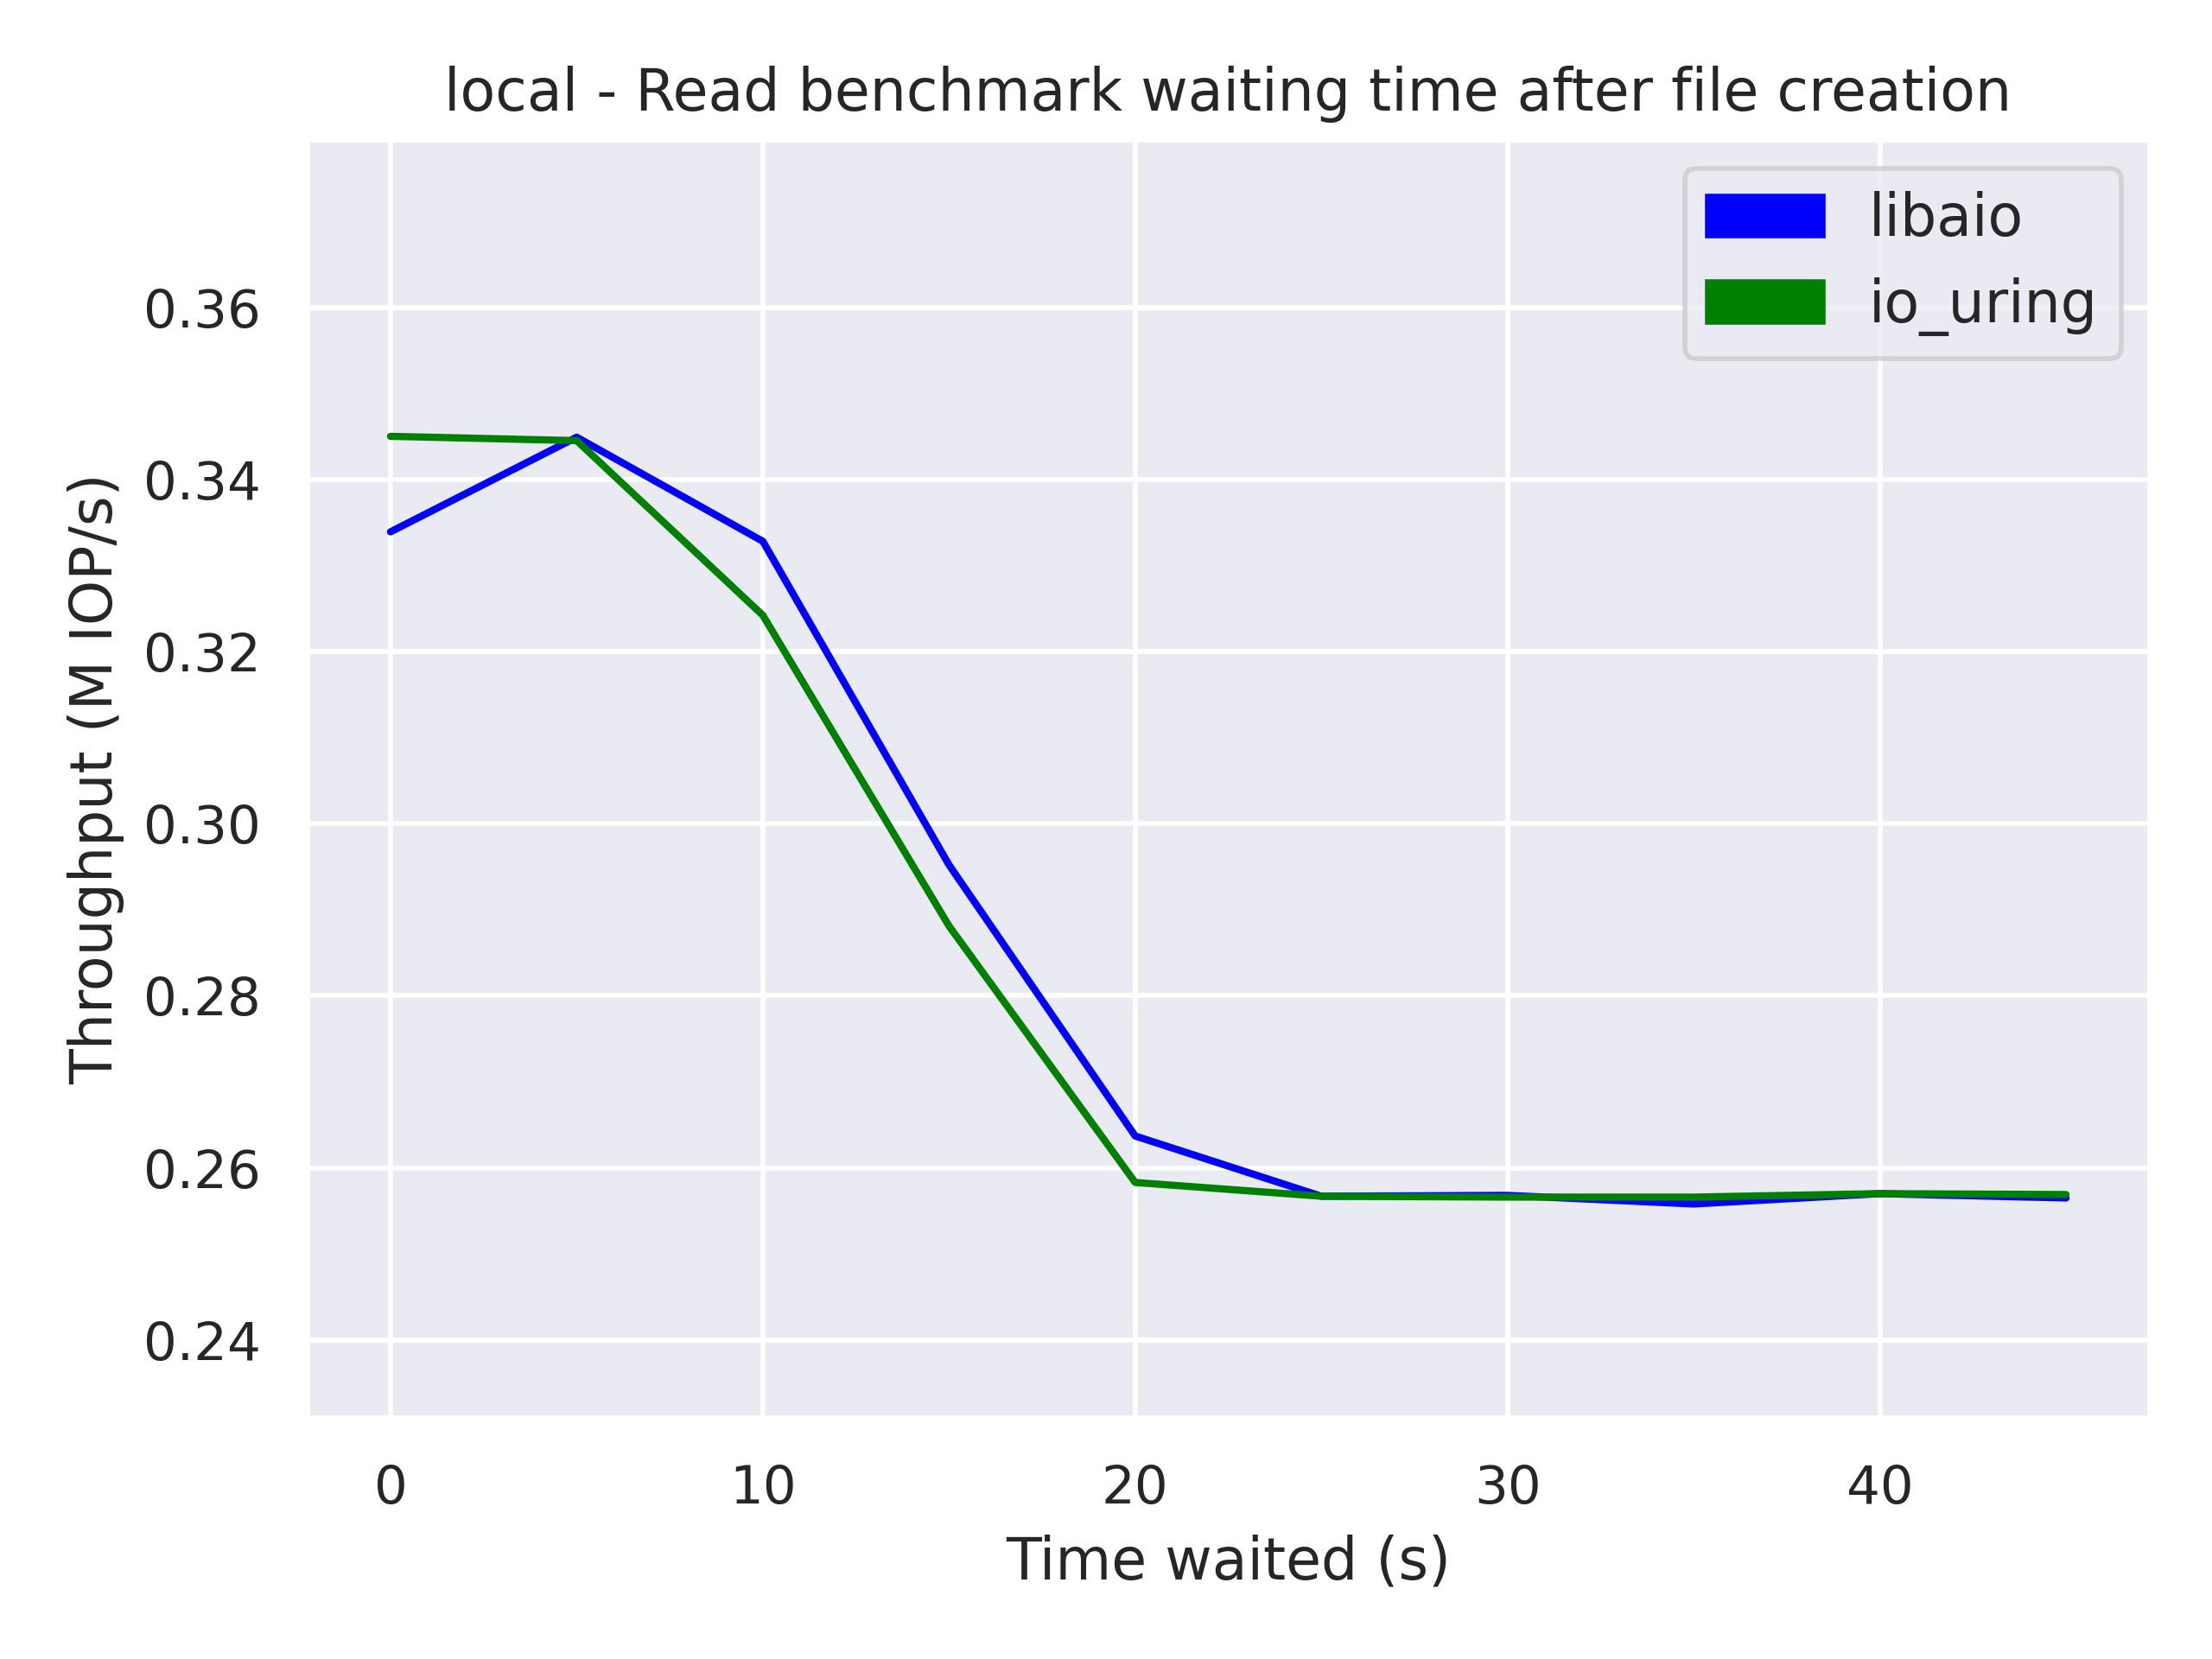 local - Read benchmark waiting time after file creation
libaio
io_uring
Throughput (M IOP/s)
0.36
0.34
0.32
0.30
0.28
0.26
0.24
0 10 20 30 40
Time waited (s)